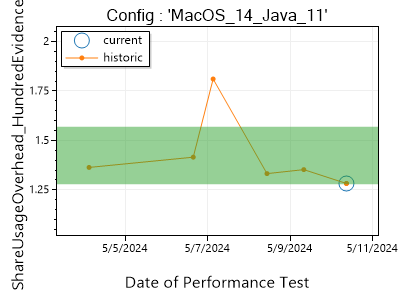 Config : 'MacOS_14_Java_11'
ShareUsageOverhead_HundredEvidence
current
historic
2
1.75
1.5
1.25
5/5/2024
5/7/2024
5/9/2024
5/11/2024
Date of Performance Test